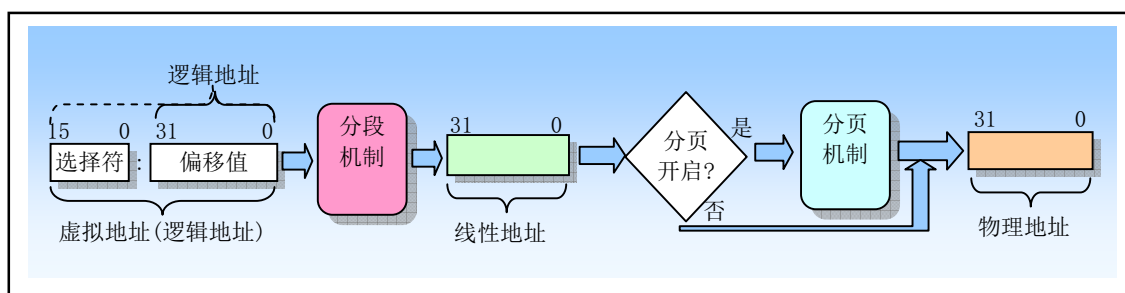 逻辑地址
15 0 31 0
选择符 : 偏移值
虚拟地址(逻辑地址)
分段
机制
31 0
线性地址
分页
开启?
是
否
分页
机制
31 0
物理地址